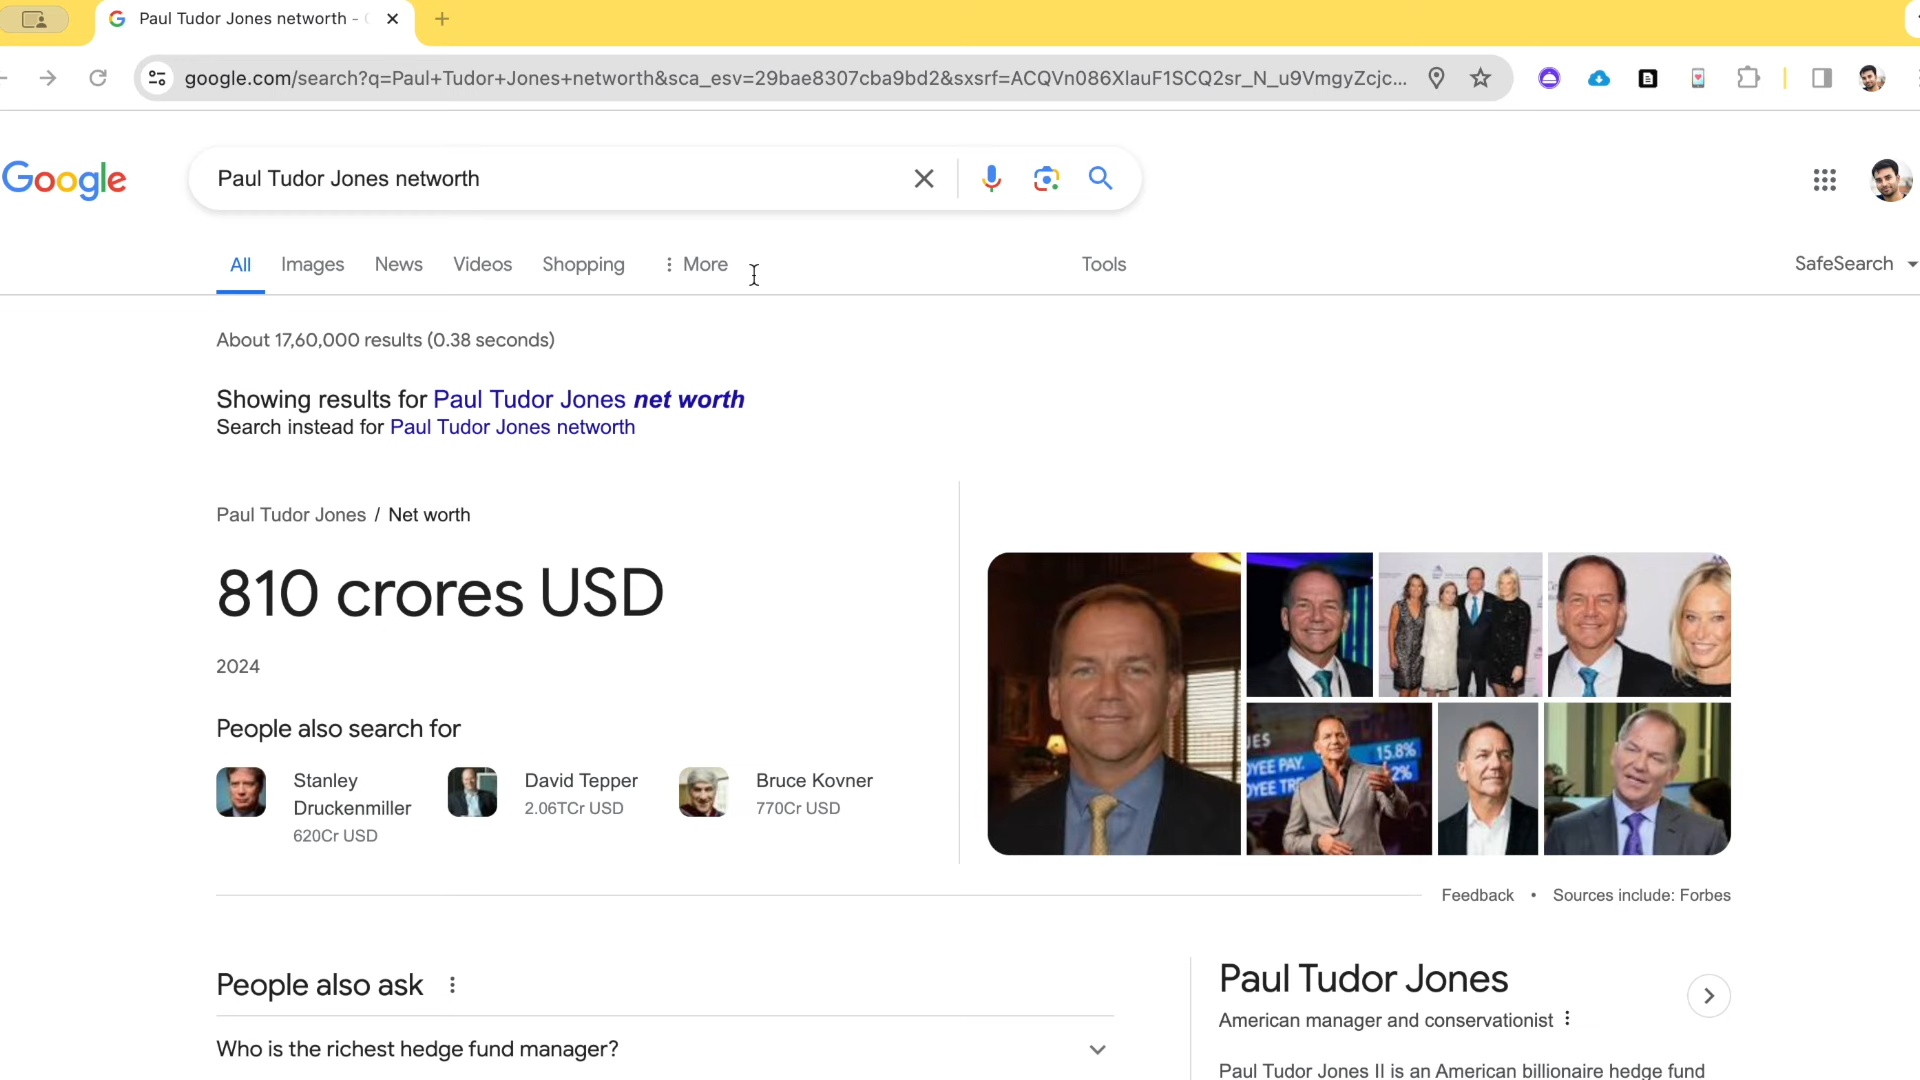 Paul Tudor Jones networth -
google.com/search?q=Paul+Tudor+Jones+networth&sca_esv=29bae8307cba9bd2&sxsrf=ACQVn086XlauF1SCQ2sr_N_u9VmgyZcjc...
Google
Paul Tudor Jones networth
All Images News Videos Shopping More Tools SafeSearch
About 17,60,000 results (0.38 seconds)
Showing results for Paul Tudor Jones net worth
Search instead for Paul Tudor Jones networth
Paul Tudor Jones / Net worth
810 crores USD
2024
People also search for
Stanley
Druckenmiller
620Cr USD
David Tepper
2.06TCr USD
Bruce Kovner
770Cr USD
15.8%
2%
OYEE PAY.
Feedback • Sources include: Forbes
People also ask
Who is the richest hedge fund manager?
Paul Tudor Jones
American manager and conservationist
Paul Tudor Jones II is an American billionaire hedge fund